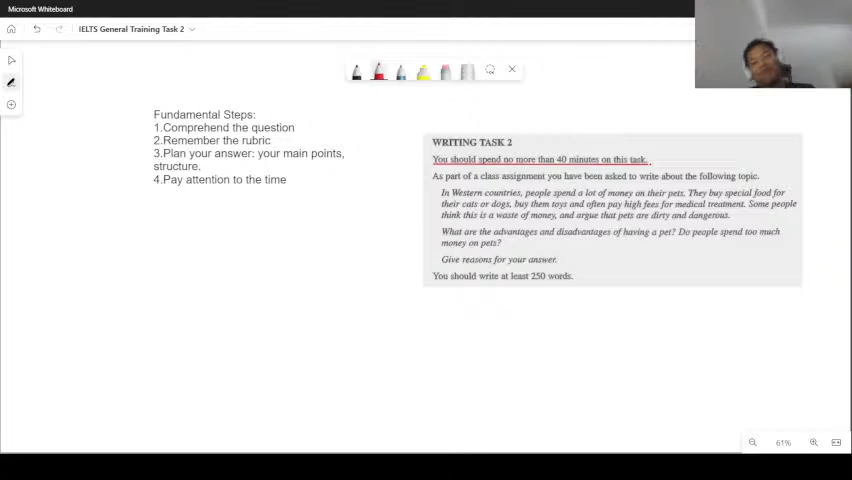 Microsoft Whiteboard
IELTS General Training Task 2
Fundamental Steps:
1.Comprehend the question
2.Remember the rubric
3.Plan your answer: your main points,
structure.
4.Pay attention to the time
WRITING TASK 2
You should spend no more than 40 minutes on this task.
As part of a class assignment you have been asked to write about the following topic.
In Western countries, people spend a lot of money on their pets. They buy special food for
their cats or dogs, buy them toys and often pay high fees for medical treatment. Some people
think this is a waste of money, and argue that pets are dirty and dangerous.
What are the advantages and disadvantages of having a pet? Do people spend too much
money on pets?
Give reasons for your answer.
You should write at least 250 words.
61%